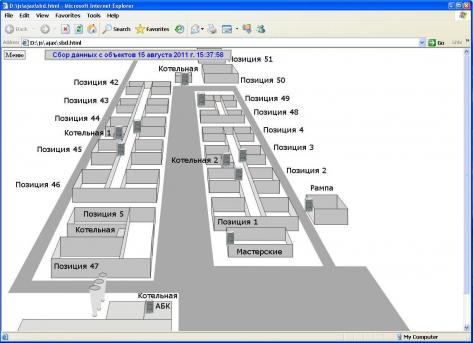 D:\js\ajax\sbd.html - Microsoft Internet Explorer
File Edit View Favorites Tools Help
Back Search Favorites
Address D:\js\ajax\sbd.html Go Links
Меню Сбор данных с объектов 15 августа 2011 г. 15:37:58
Позиция 51
Котельная
Позиция 50
Позиция 42
Позиция 43
Позиция 49
Позиция 48
Позиция 44
Котельная 1
Позиция 4
Позиция 45
Позиция 3
Котельная 2
Позиция 2
Позиция 46
Рампа
Позиция 5
Позиция 1
Котельная
Мастерские
Позиция 47
Котельная
АБК
My Computer